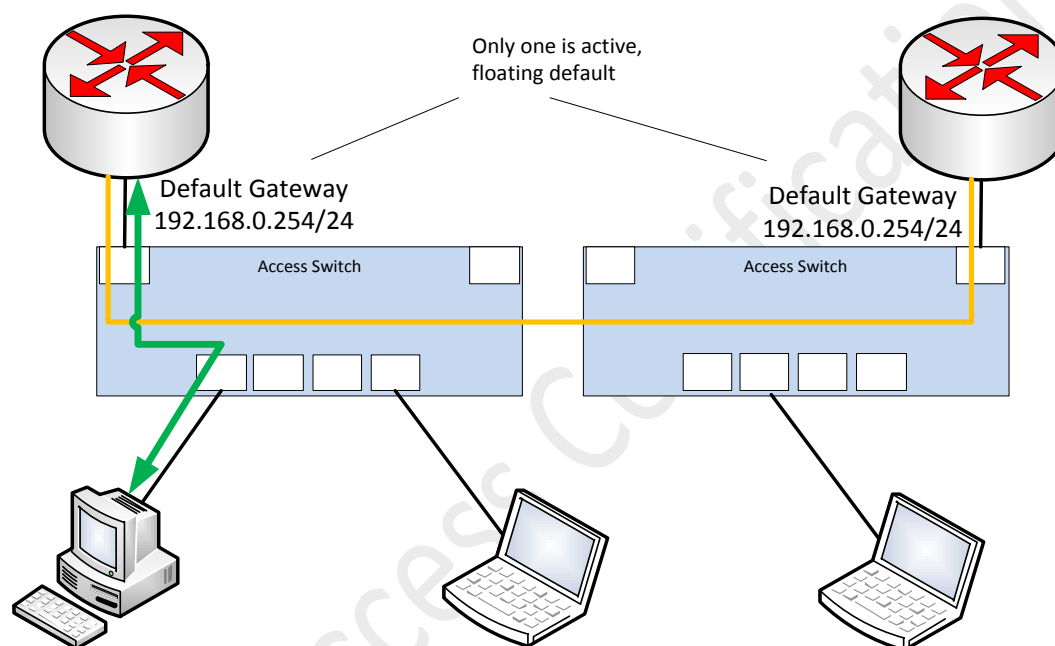 Only one is active,
floating default
Default Gateway
192.168.0.254/24
Default Gateway
192.168.0.254/24
Access Switch
Access Switch